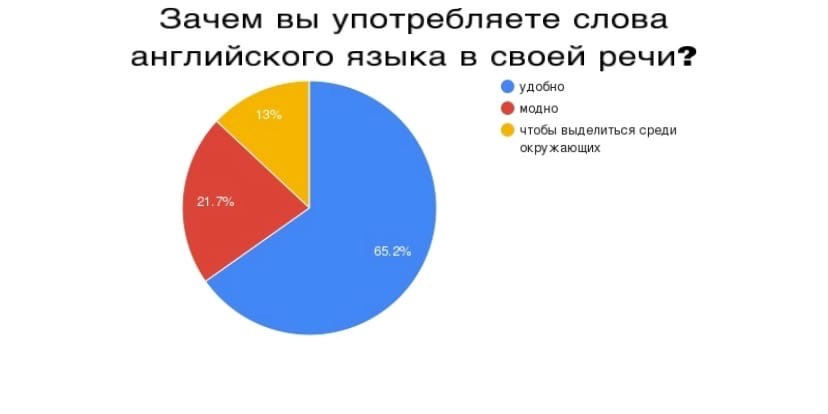 Зачем вы употребляете слова
английского языка в своей речи?
удобно
модно
чтобы выделиться среди
окружающих
13%
21.7%
65.2%